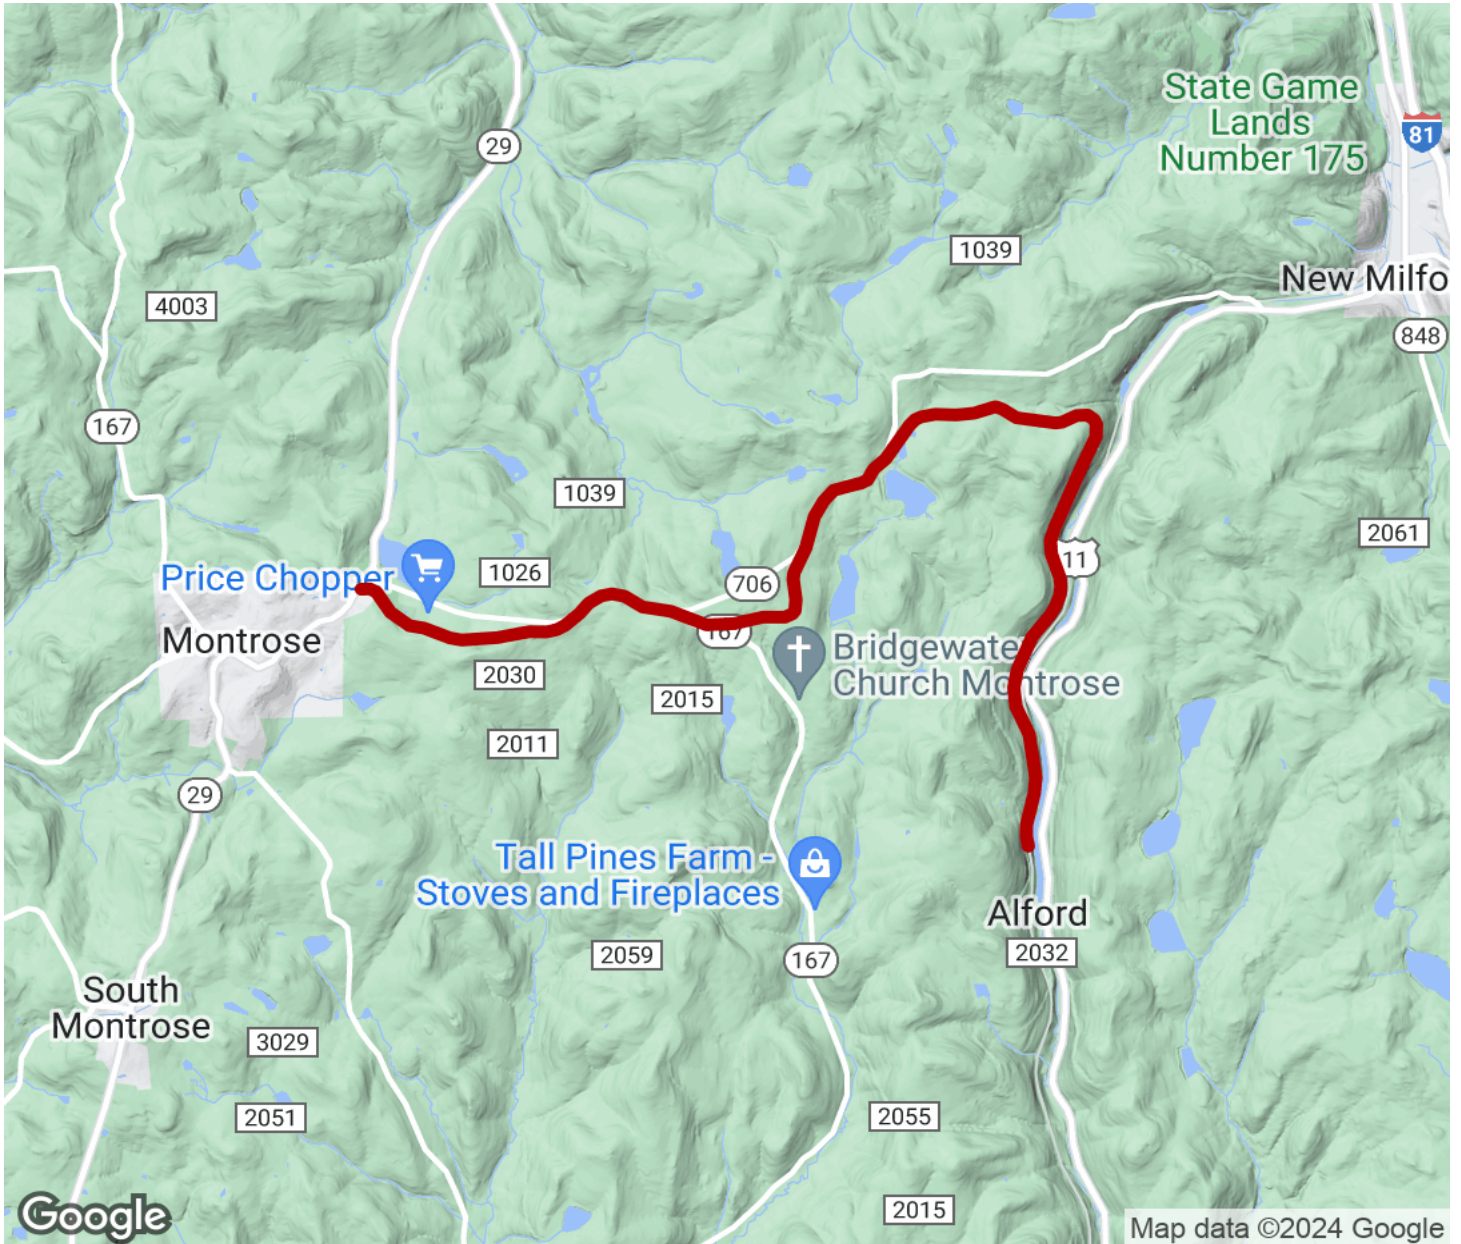 State Game
Lands
Number 175
81
29
1039
New Milfo
4003
848
167
1039
2061
11
Price Chopper
1026
706
167
Montrose
Bridgewate
Church Montrose
2030
2015
2011
29
Tall Pines Farm -
Stoves and Fireplaces
Alford
2059
167
2032
South
Montrose
3029
2051
2055
2015
Google
Map data ©2024 Google